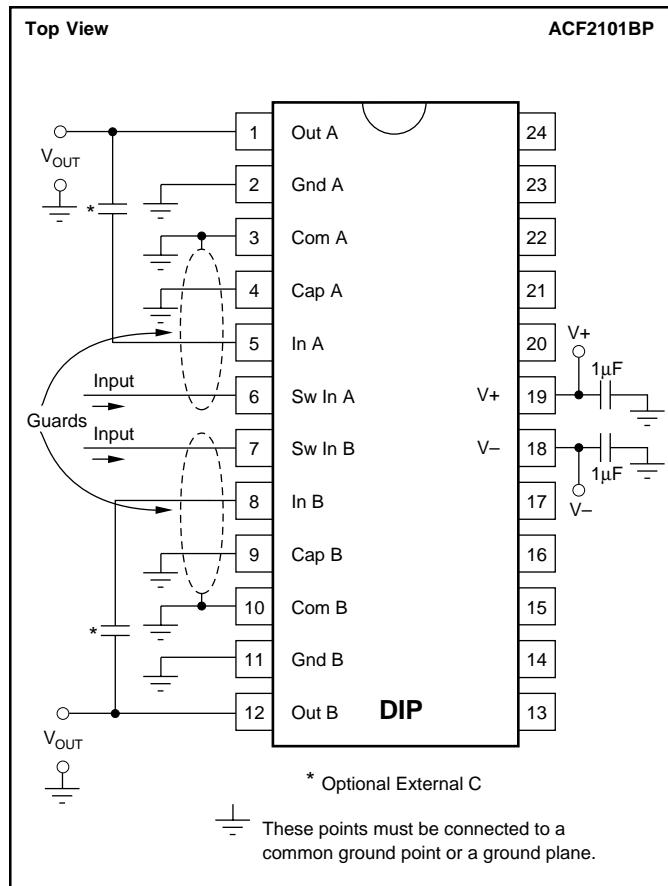 Top View
ACF2101BP
V OUT
*
1 Out A 24
2 Gnd A 23
3 Com A 22
4 Cap A 21
5 In A 20
V+
1µF
Input
6 Sw In A V+ 19
Guards
Input
7 Sw In B V– 18
1µF
V–
8 In B 17
9 Cap B 16
10 Com B 15
*
11 Gnd B 14
12 Out B DIP 13
V OUT
* Optional External C
These points must be connected to a
common ground point or a ground plane.